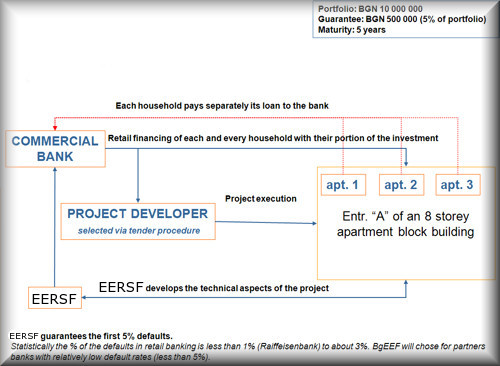 Portfolio: BGN 10 000 000
Guarantee: BGN 500 000 (5% of portfolio)
Maturity: 5 years
Each household pays separately its loan to the bank
Retail financing of each and every household with their portion of the investment
COMMERCIAL
BANK
apt. 1
apt. 2
apt. 3
Project execution
PROJECT DEVELOPER
selected via tender procedure
Entr. “A” of an 8 storey
apartment block building
EERSF
EERSF develops the technical aspects of the project
EERSF guarantees the first 5% defaults.
Statistically the % of the defaults in retail banking is less than 1% (Raiffeisenbank) to about 3%. BgEEF will chose for partners
banks with relatively low default rates (less than 5%).